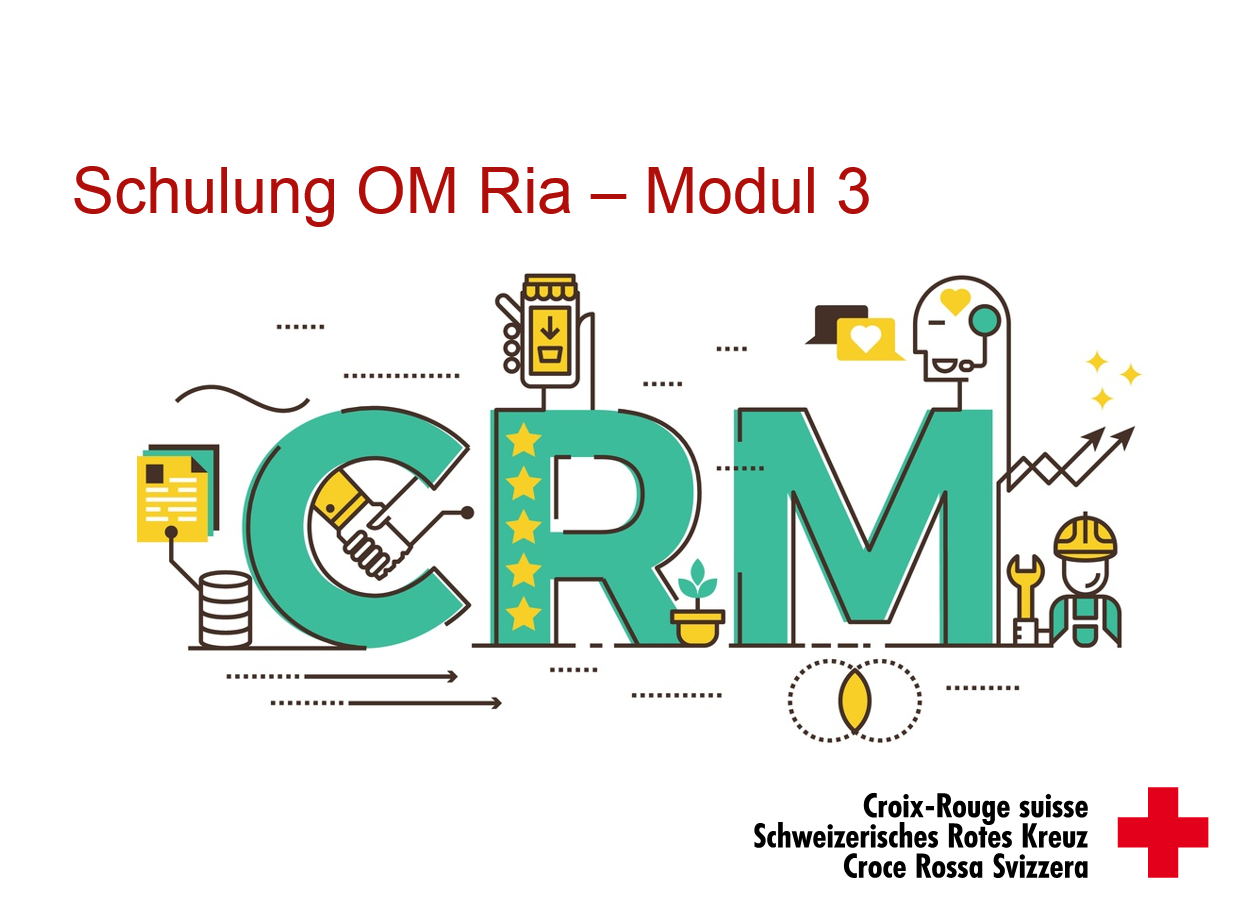 Schulung OM Ria – Modul 3
CRM
Croix-Rouge suisse
Schweizerisches Rotes Kreuz
Croce Rossa Svizzera